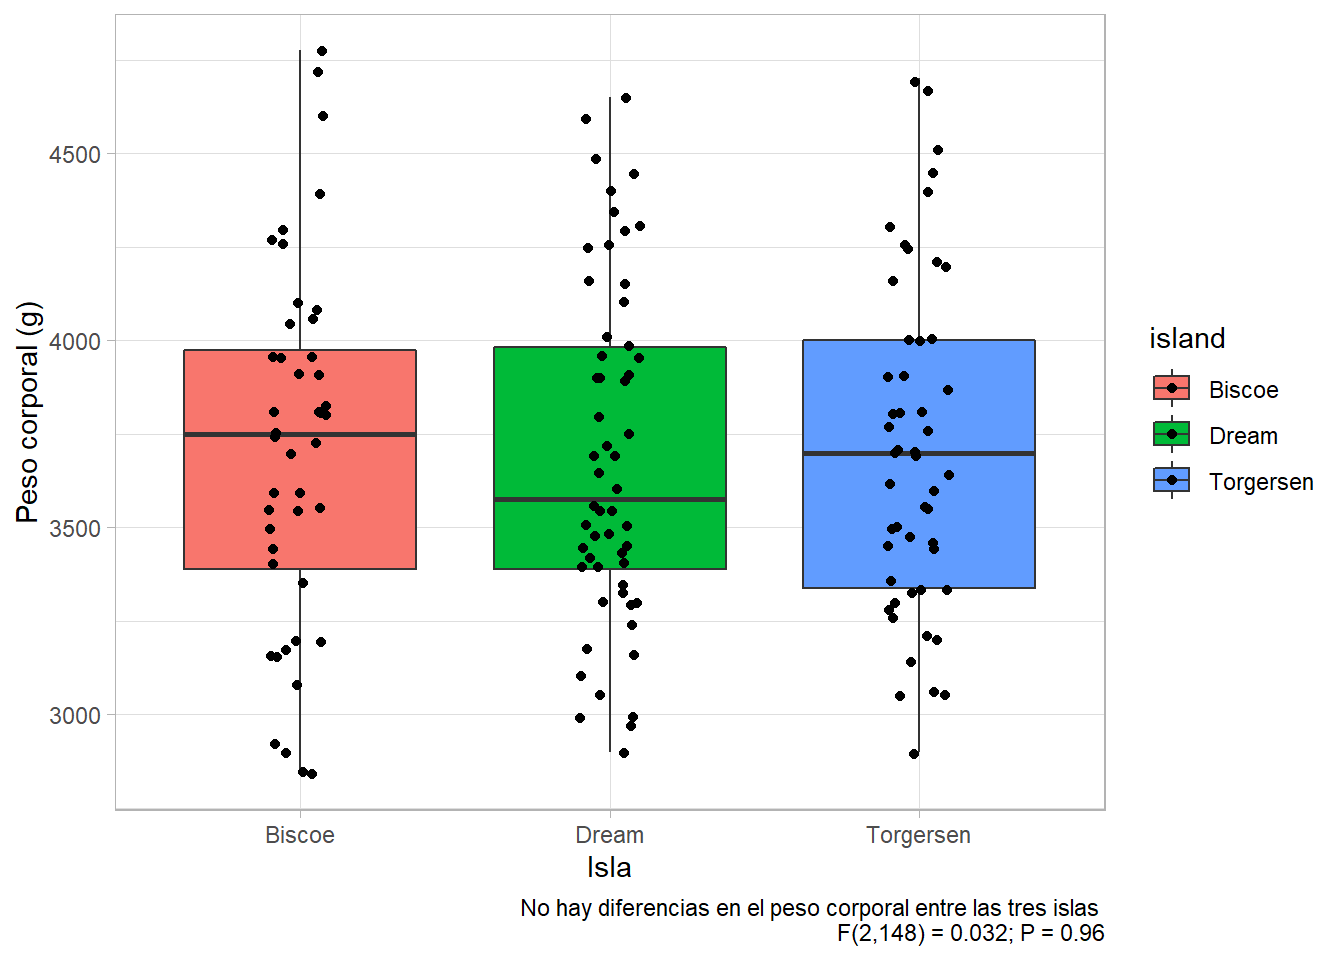 Peso corporal (g)
4500
4000
3500
3000
Biscoe Dream Torgersen
Isla
island
Biscoe
Dream
Torgersen
No hay diferencias en el peso corporal entre las tres islas
F(2,148) = 0.032; P = 0.96